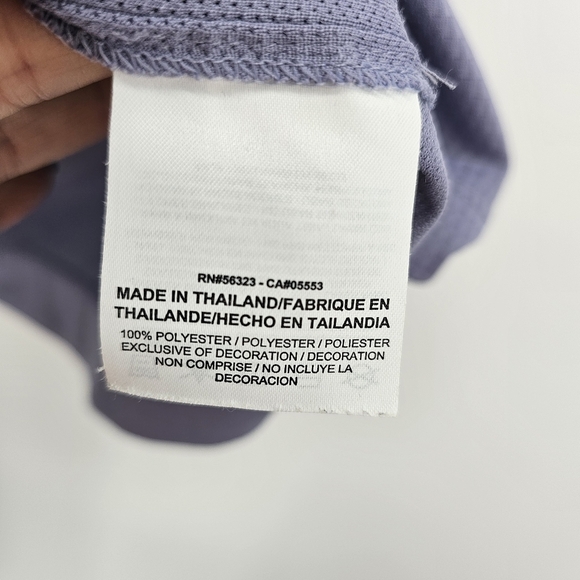 RN#56323 - CA#05553
MADE IN THAILAND/FABRIQUE EN
THAILANDE/HECHO EN TAILANDIA
100% POLYESTER / POLYESTER / POLIESTER
EXCLUSIVE OF DECORATION / DECORATION
NON COMPRISE / NO INCLUYE LA
DECORACION